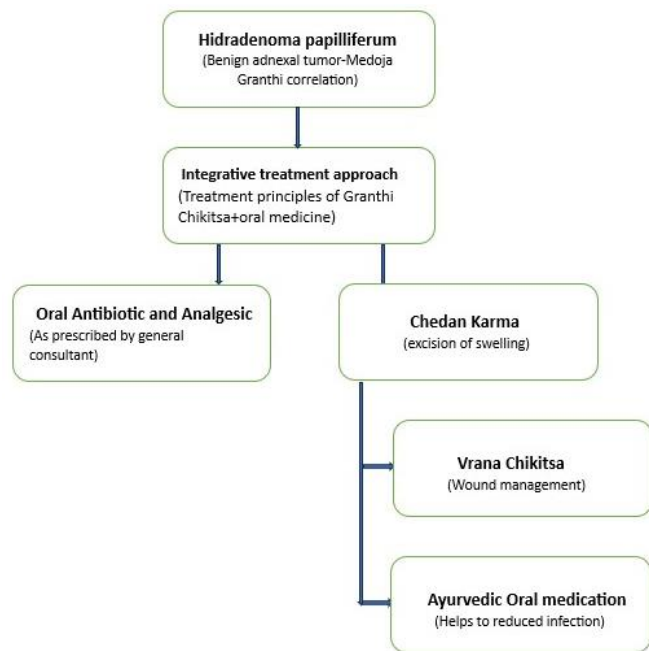 Hidradenoma papilliferum
(Benign adnexal tumor-Medoja
Granthi correlation)
Integrative treatment approach
(Treatment principles of Granthi
Chikitsa+oral medicine)
Oral Antibiotic and Analgesic
(As prescribed by general
consultant)
Chedan Karma
(excision of swelling)
Vrana Chikitsa
(Wound management)
Ayurvedic Oral medication
(Helps to reduced infection)